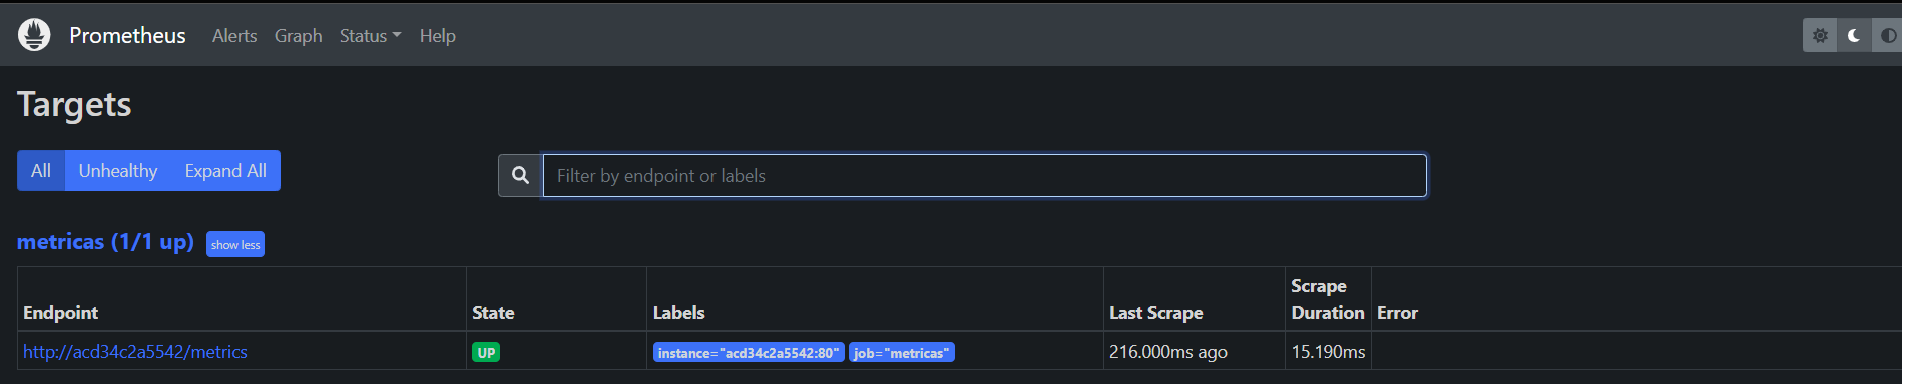 Prometheus Alerts Graph Status Help
Targets
All Unhealthy Expand All
Filter by endpoint or labels
metricas (1/1 up) show less
Endpoint State Labels Last Scrape Scrape Duration Error
http://acd34c2a5542/metrics UP instance="acd34c2a5542:80" job="metricas" 216.000ms ago 15.190ms